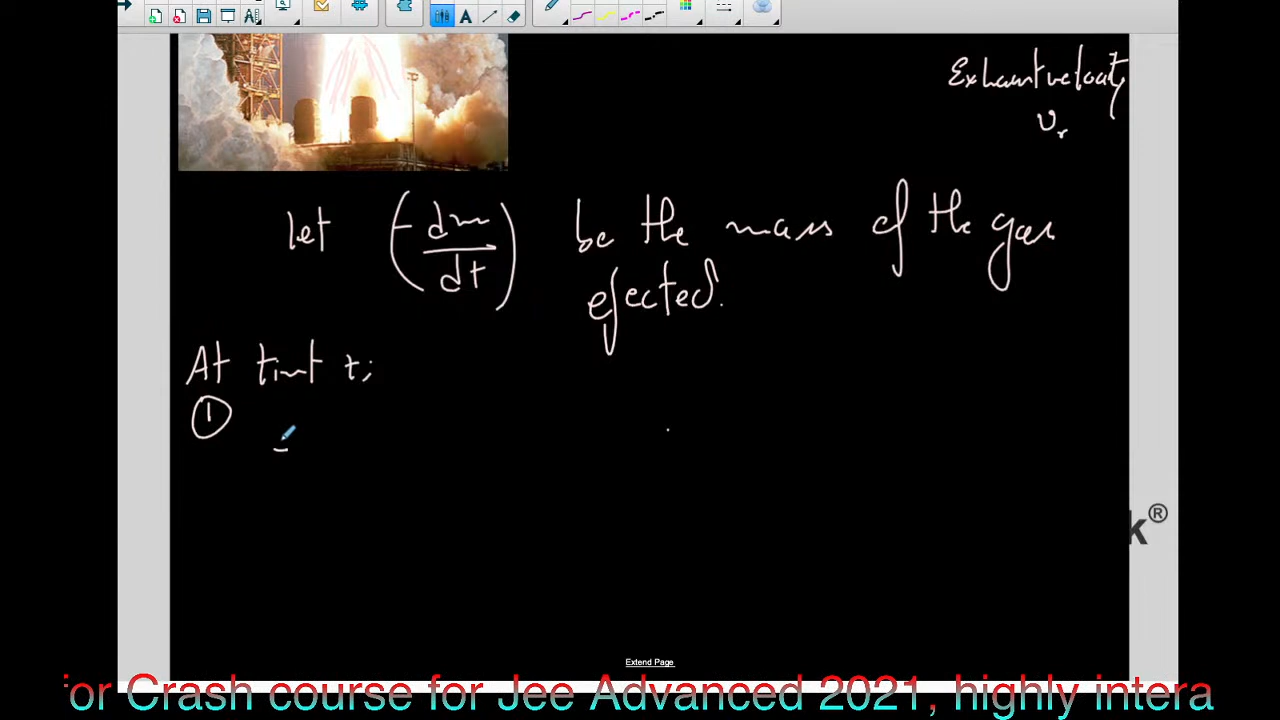 Exhaust velocity
vᵣ
let (-dm/dt) be the mass of the gas
ejected.
At time t;
①
k®
Extend Page
or Crash course for Jee Advanced 2021, highly intera